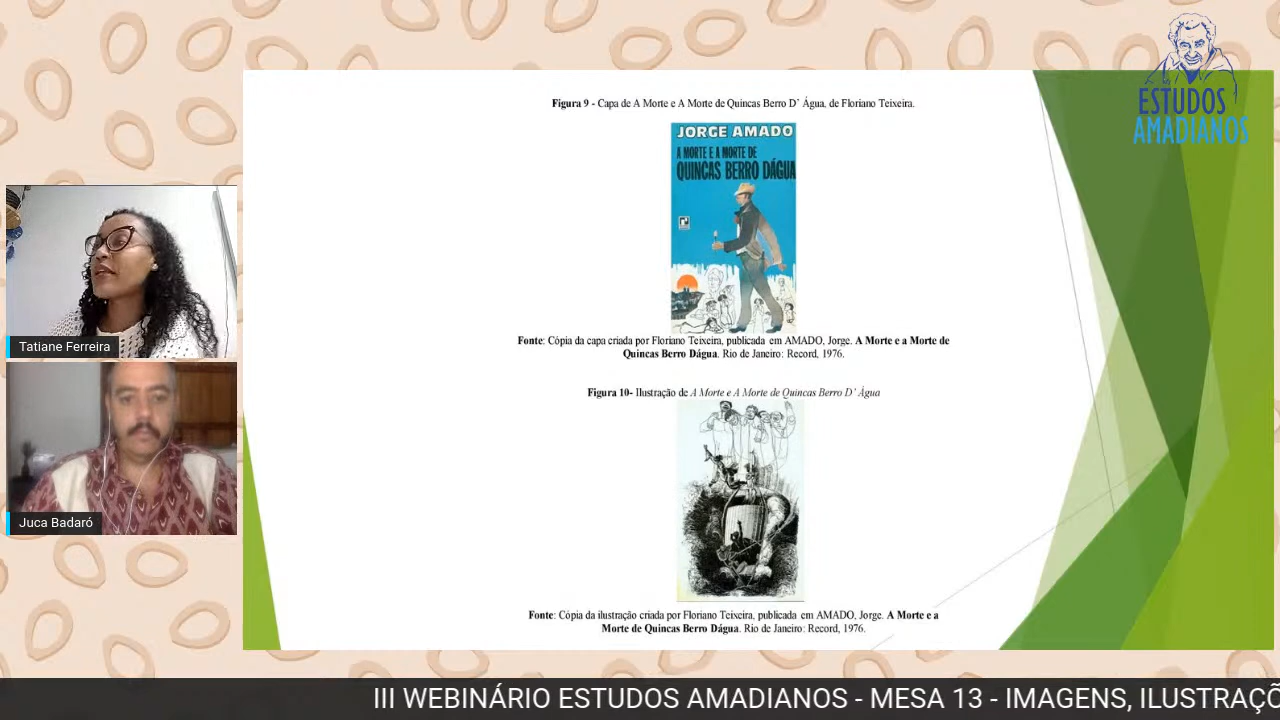 ESTUDOS
AMADIANOS
Figura 9 - Capa de A Morte e A Morte de Quincas Berro D' Água, de Floriano Teixeira.
JORGE AMADO
A MORTE E A MORTE DE
QUINCAS BERRO DÁGUA
Fonte: Cópia da capa criada por Floriano Teixeira, publicada em AMADO, Jorge. A Morte e a Morte de
Quincas Berro Dágua. Rio de Janeiro: Record, 1976.
Figura 10- Ilustração de A Morte e A Morte de Quincas Berro D' Água
Fonte: Cópia da ilustração criada por Floriano Teixeira, publicada em AMADO, Jorge. A Morte e a
Morte de Quincas Berro Dágua. Rio de Janeiro: Record, 1976.
Tatiane Ferreira
Juca Badaró
III WEBINÁRIO ESTUDOS AMADIANOS - MESA 13 - IMAGENS, ILUSTRAÇÕ